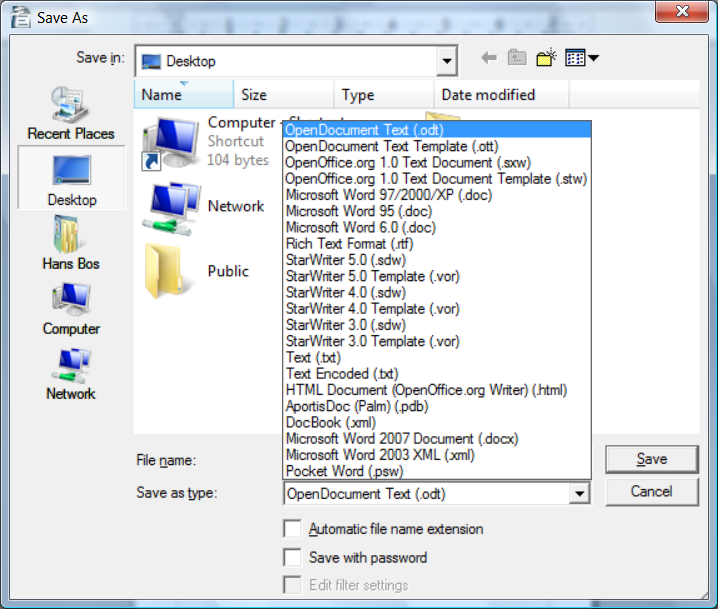 Save As
Save in:
Desktop
Name Size Type Date modified
Recent Places
Desktop
Hans Bos
Computer
Network
Computer -
Shortcut
104 bytes
Network
Public
OpenDocument Text (.odt)
OpenDocument Text Template (.ott)
OpenOffice.org 1.0 Text Document (.sxw)
OpenOffice.org 1.0 Text Document Template (.stw)
Microsoft Word 97/2000/XP (.doc)
Microsoft Word 95 (.doc)
Microsoft Word 6.0 (.doc)
Rich Text Format (.rtf)
StarWriter 5.0 (.sdw)
StarWriter 5.0 Template (.vor)
StarWriter 4.0 (.sdw)
StarWriter 4.0 Template (.vor)
StarWriter 3.0 (.sdw)
StarWriter 3.0 Template (.vor)
Text (.txt)
Text Encoded (.txt)
HTML Document (OpenOffice.org Writer) (.html)
AportisDoc (Palm) (.pdb)
DocBook (.xml)
Microsoft Word 2007 Document (.docx)
Microsoft Word 2003 XML (.xml)
Pocket Word (.psw)
File name:
Save
Save as type:
OpenDocument Text (.odt)
Cancel
Automatic file name extension
Save with password
Edit filter settings